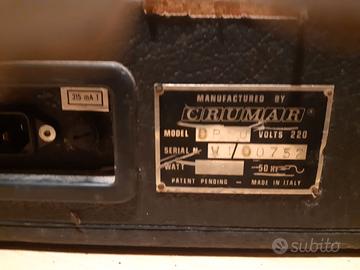 315 mA T
MANUFACTURED BY
CRUMAR ®
MODEL VOLTS 220
SERIAL N. W/00752
WATT 50 HZ
PATENT PENDING - MADE IN ITALY
subito